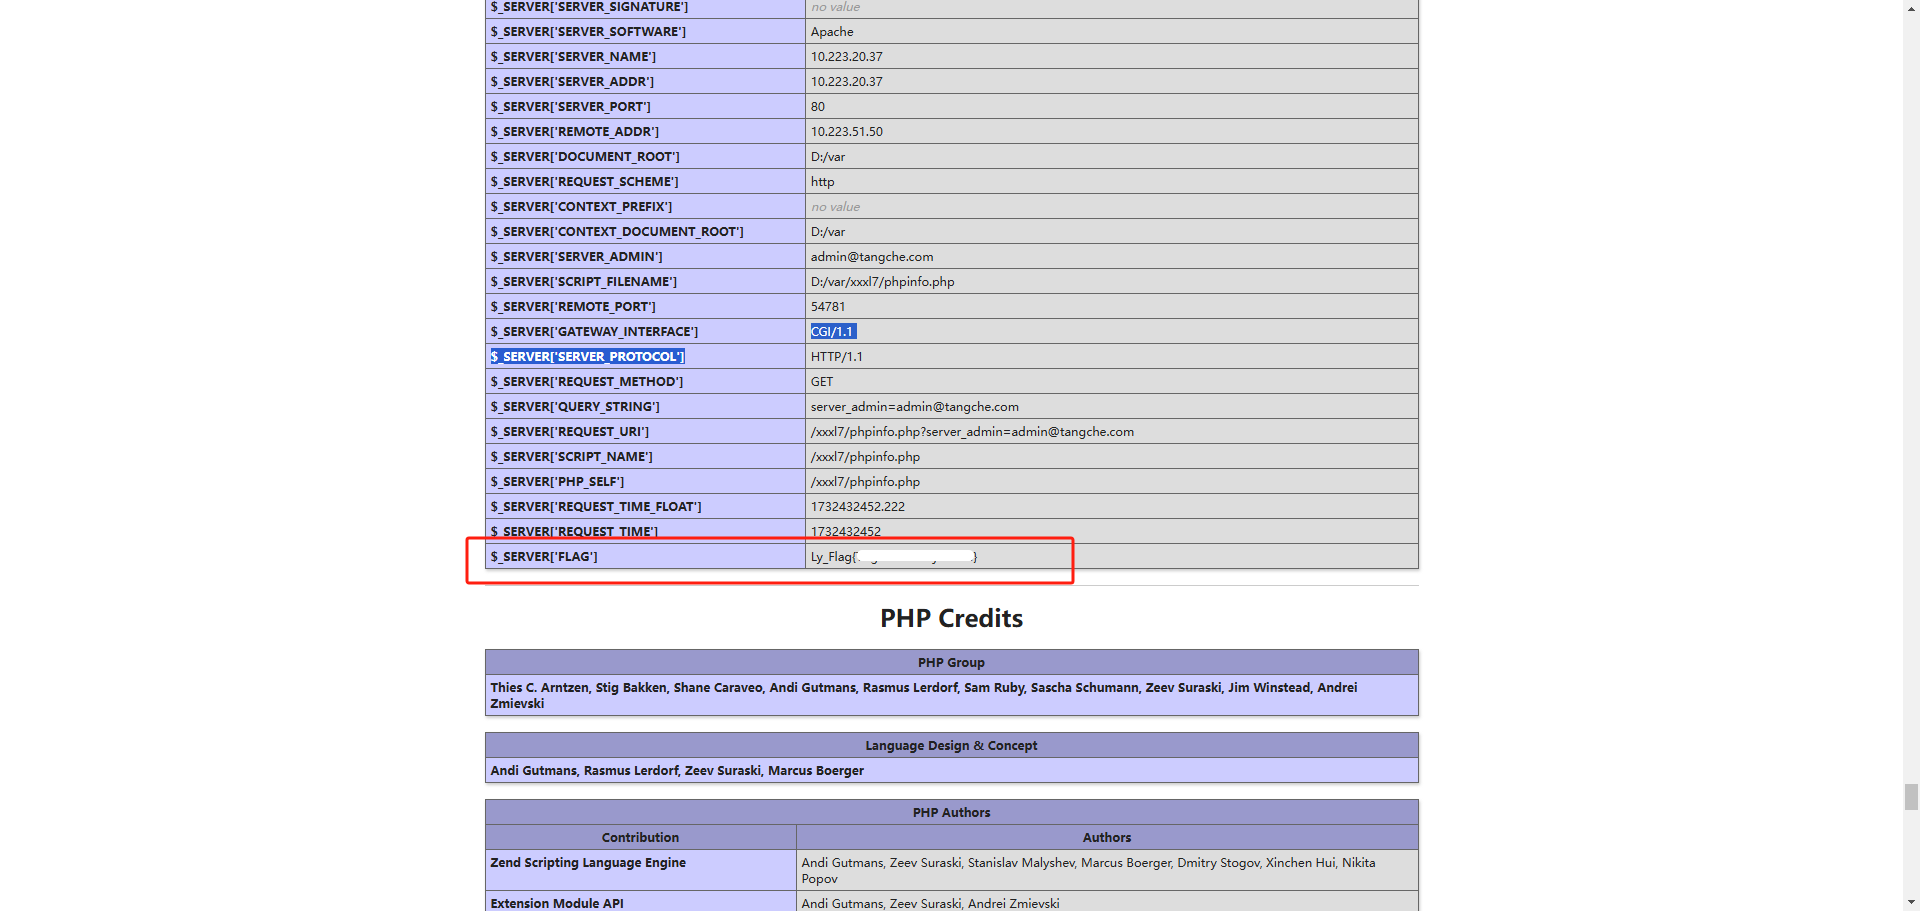 $_SERVER['SERVER_SIGNATURE'] no value
$_SERVER['SERVER_SOFTWARE'] Apache
$_SERVER['SERVER_NAME'] 10.223.20.37
$_SERVER['SERVER_ADDR'] 10.223.20.37
$_SERVER['SERVER_PORT'] 80
$_SERVER['REMOTE_ADDR'] 10.223.51.50
$_SERVER['DOCUMENT_ROOT'] D:/var
$_SERVER['REQUEST_SCHEME'] http
$_SERVER['CONTEXT_PREFIX'] no value
$_SERVER['CONTEXT_DOCUMENT_ROOT'] D:/var
$_SERVER['SERVER_ADMIN'] admin@tangche.com
$_SERVER['SCRIPT_FILENAME'] D:/var/xxxl7/phpinfo.php
$_SERVER['REMOTE_PORT'] 54781
$_SERVER['GATEWAY_INTERFACE'] CGI/1.1
$_SERVER['SERVER_PROTOCOL'] HTTP/1.1
$_SERVER['REQUEST_METHOD'] GET
$_SERVER['QUERY_STRING'] server_admin=admin@tangche.com
$_SERVER['REQUEST_URI'] /xxxl7/phpinfo.php?server_admin=admin@tangche.com
$_SERVER['SCRIPT_NAME'] /xxxl7/phpinfo.php
$_SERVER['PHP_SELF'] /xxxl7/phpinfo.php
$_SERVER['REQUEST_TIME_FLOAT'] 1732432452.222
$_SERVER['REQUEST_TIME'] 1732432452
$_SERVER['FLAG'] Ly_Flag{ }
PHP Credits
PHP Group
Thies C. Arntzen, Stig Bakken, Shane Caraveo, Andi Gutmans, Rasmus Lerdorf, Sam Ruby, Sascha Schumann, Zeev Suraski, Jim Winstead, Andrei
Zmievski
Language Design & Concept
Andi Gutmans, Rasmus Lerdorf, Zeev Suraski, Marcus Boerger
PHP Authors
Contribution Authors
Zend Scripting Language Engine Andi Gutmans, Zeev Suraski, Stanislav Malyshev, Marcus Boerger, Dmitry Stogov, Xinchen Hui, Nikita
Popov
Extension Module API Andi Gutmans, Zeev Suraski, Andrei Zmievski